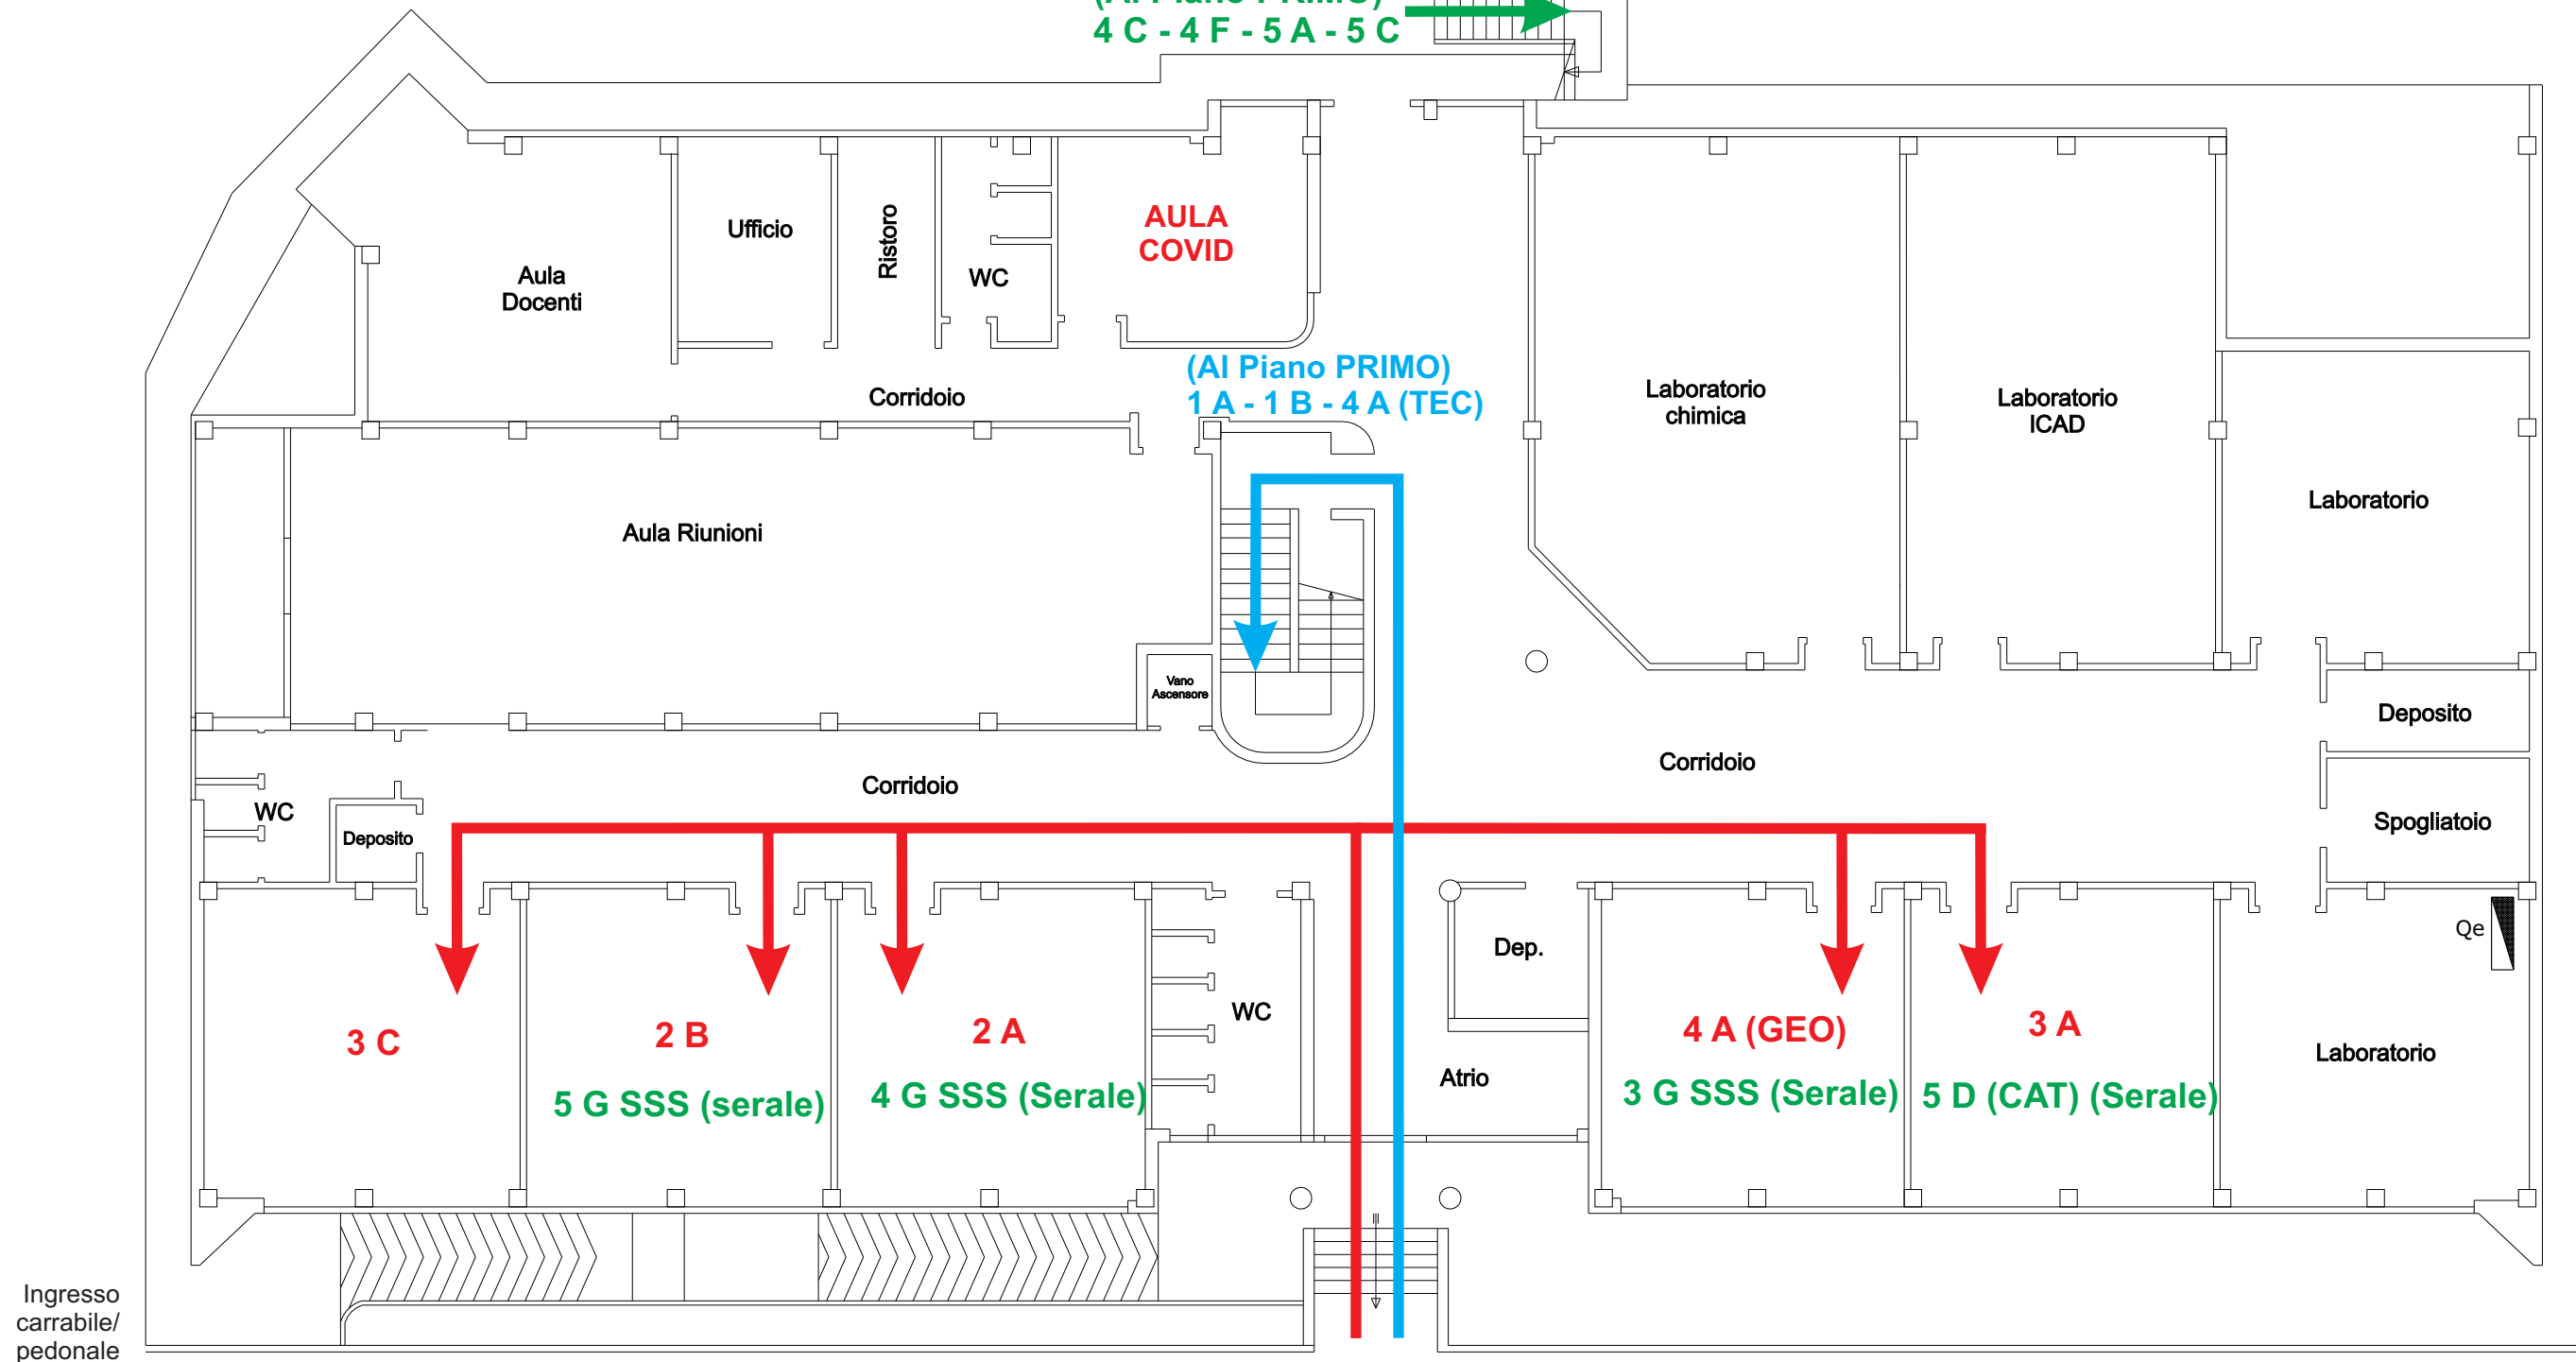 (Al Piano PRIMO)
4 C - 4 F - 5 A - 5 C
Ufficio
Ristoro
AULA
COVID
Aula
Docenti
WC
(Al Piano PRIMO)
1 A - 1 B - 4 A (TEC)
Corridoio
Laboratorio
chimica
Laboratorio
ICAD
Laboratorio
Aula Riunioni
Vano
Ascensore
Deposito
Corridoio
Corridoio
WC
Deposito
Spogliatoio
Qe
Dep.
WC
3 C
2 B
2 A
4 A (GEO)
3 A
Laboratorio
Atrio
5 G SSS (serale)
4 G SSS (Serale)
3 G SSS (Serale)
5 D (CAT) (Serale)
Ingresso
carrabile/
pedonale